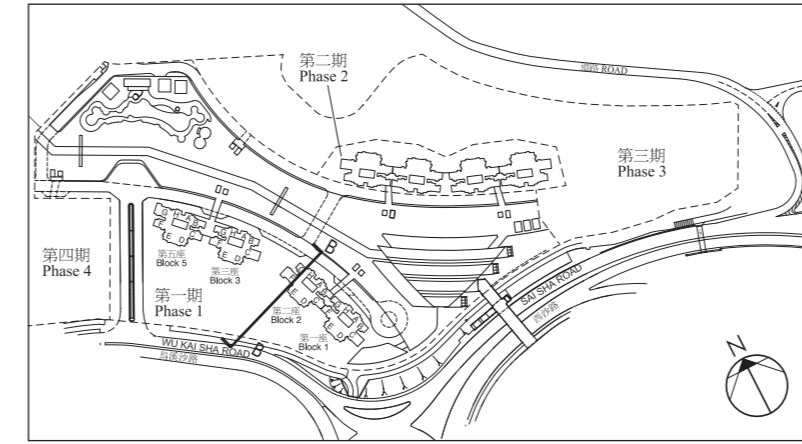 第二期
Phase 2
道路 ROAD
第三期
Phase 3
第四期
Phase 4
第一期
Phase 1
G H A B
F E D C
第五座
Block 5
G H A B
F E D C
第三座
Block 3
B
第二座
Block 2
第一座
Block 1
B
WU KAI SHA ROAD
烏溪沙路
SAI SHA ROAD
西沙路
N